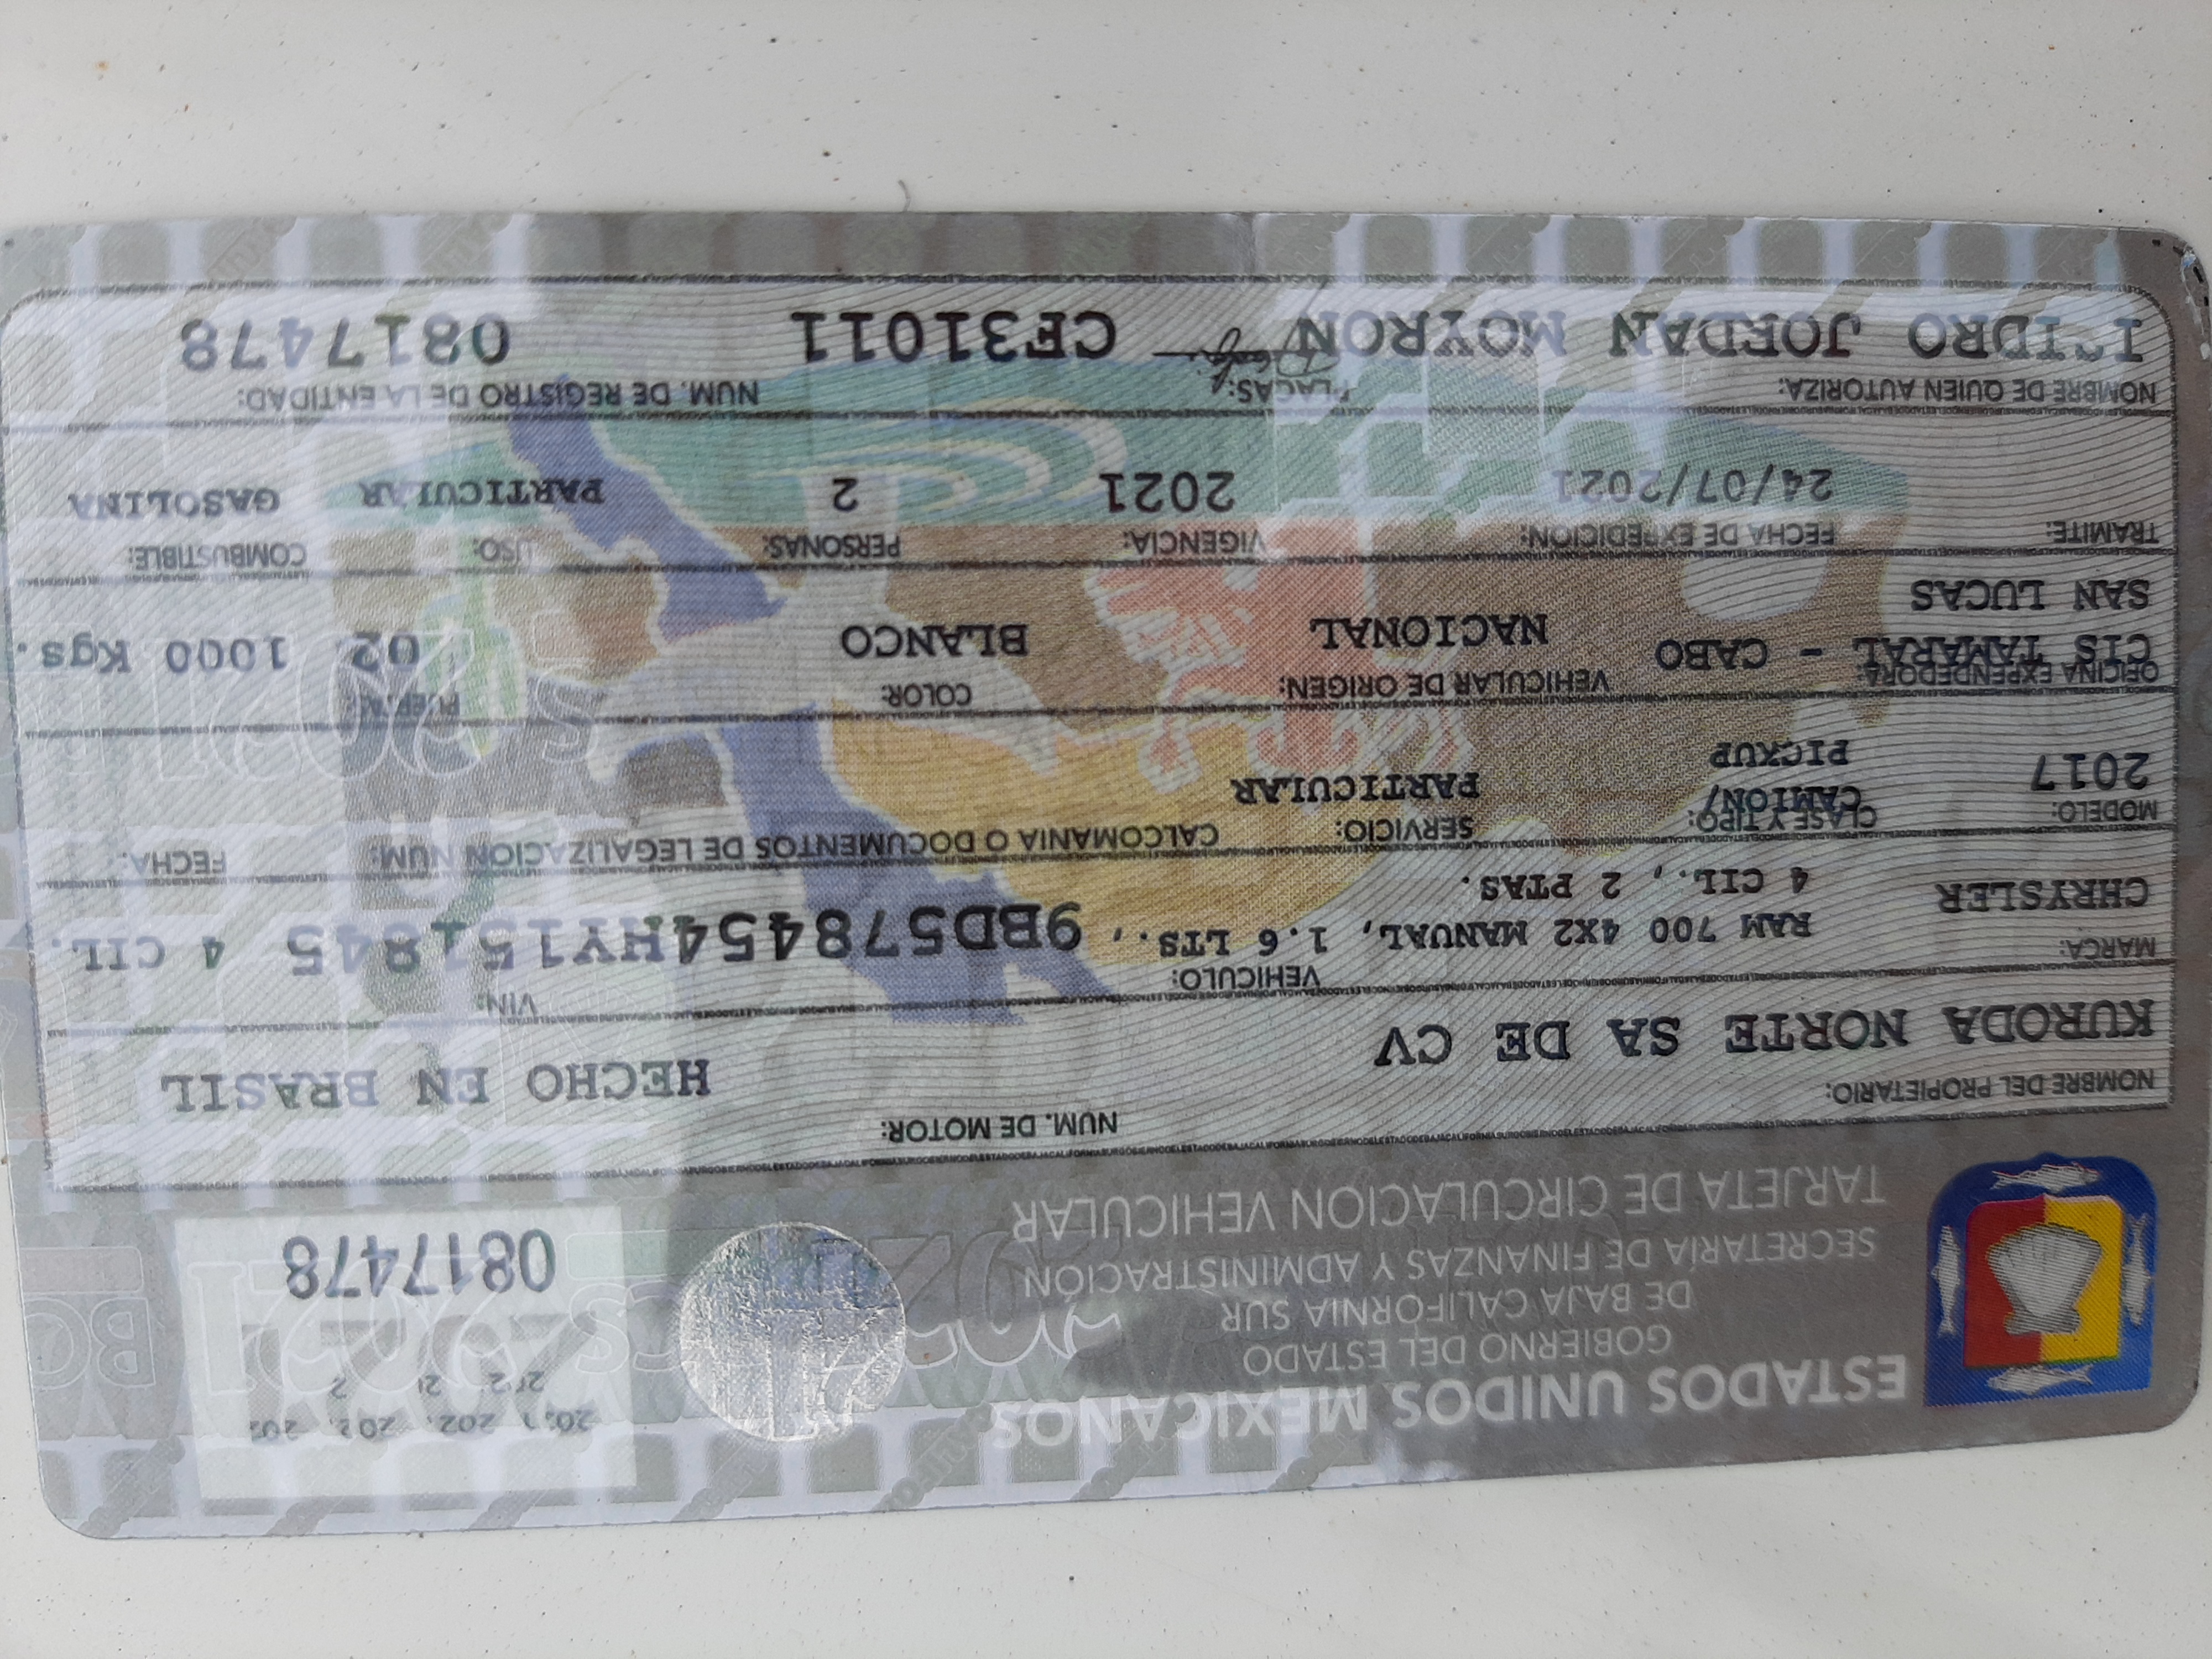 ESTADOS UNIDOS MEXICANOS
GOBIERNO DEL ESTADO
DE BAJA CALIFORNIA SUR
SECRETARÍA DE FINANZAS Y ADMINISTRACIÓN
TARJETA DE CIRCULACION VEHICULAR
0817478
NOMBRE DEL PROPIETARIO:
KURODA NORTE SA DE CV
NUM. DE MOTOR:
HECHO EN BRASIL
MARCA:
CHRYSLER
VEHICULO:
RAM 700 4X2 MANUAL, 1.6 LTS.,
4 CIL., 2 PTAS.
VIN:
9BD578454HY151845 4 CIL.
MODELO:
2017
CLASE Y TIPO:
CAMION/
PICKUP
SERVICIO:
PARTICULAR
CALCOMANIA O DOCUMENTOS DE LEGALIZACION NUM:
FECHA:
OFICINA EXPENDEDORA:
CIS TAMARAL - CABO
SAN LUCAS
VEHICULAR DE ORIGEN:
NACIONAL
COLOR:
BLANCO
02 1000 Kgs.
TRAMITE:
FECHA DE EXPEDICION:
24/07/2021
VIGENCIA:
2021
PERSONAS:
2
USO:
PARTICULAR
COMBUSTIBLE:
GASOLINA
NOMBRE DE QUIEN AUTORIZA:
ISIDRO JORDAN MOYRON
PLACAS:
CF31011
NUM. DE REGISTRO DE LA ENTIDAD:
0817478